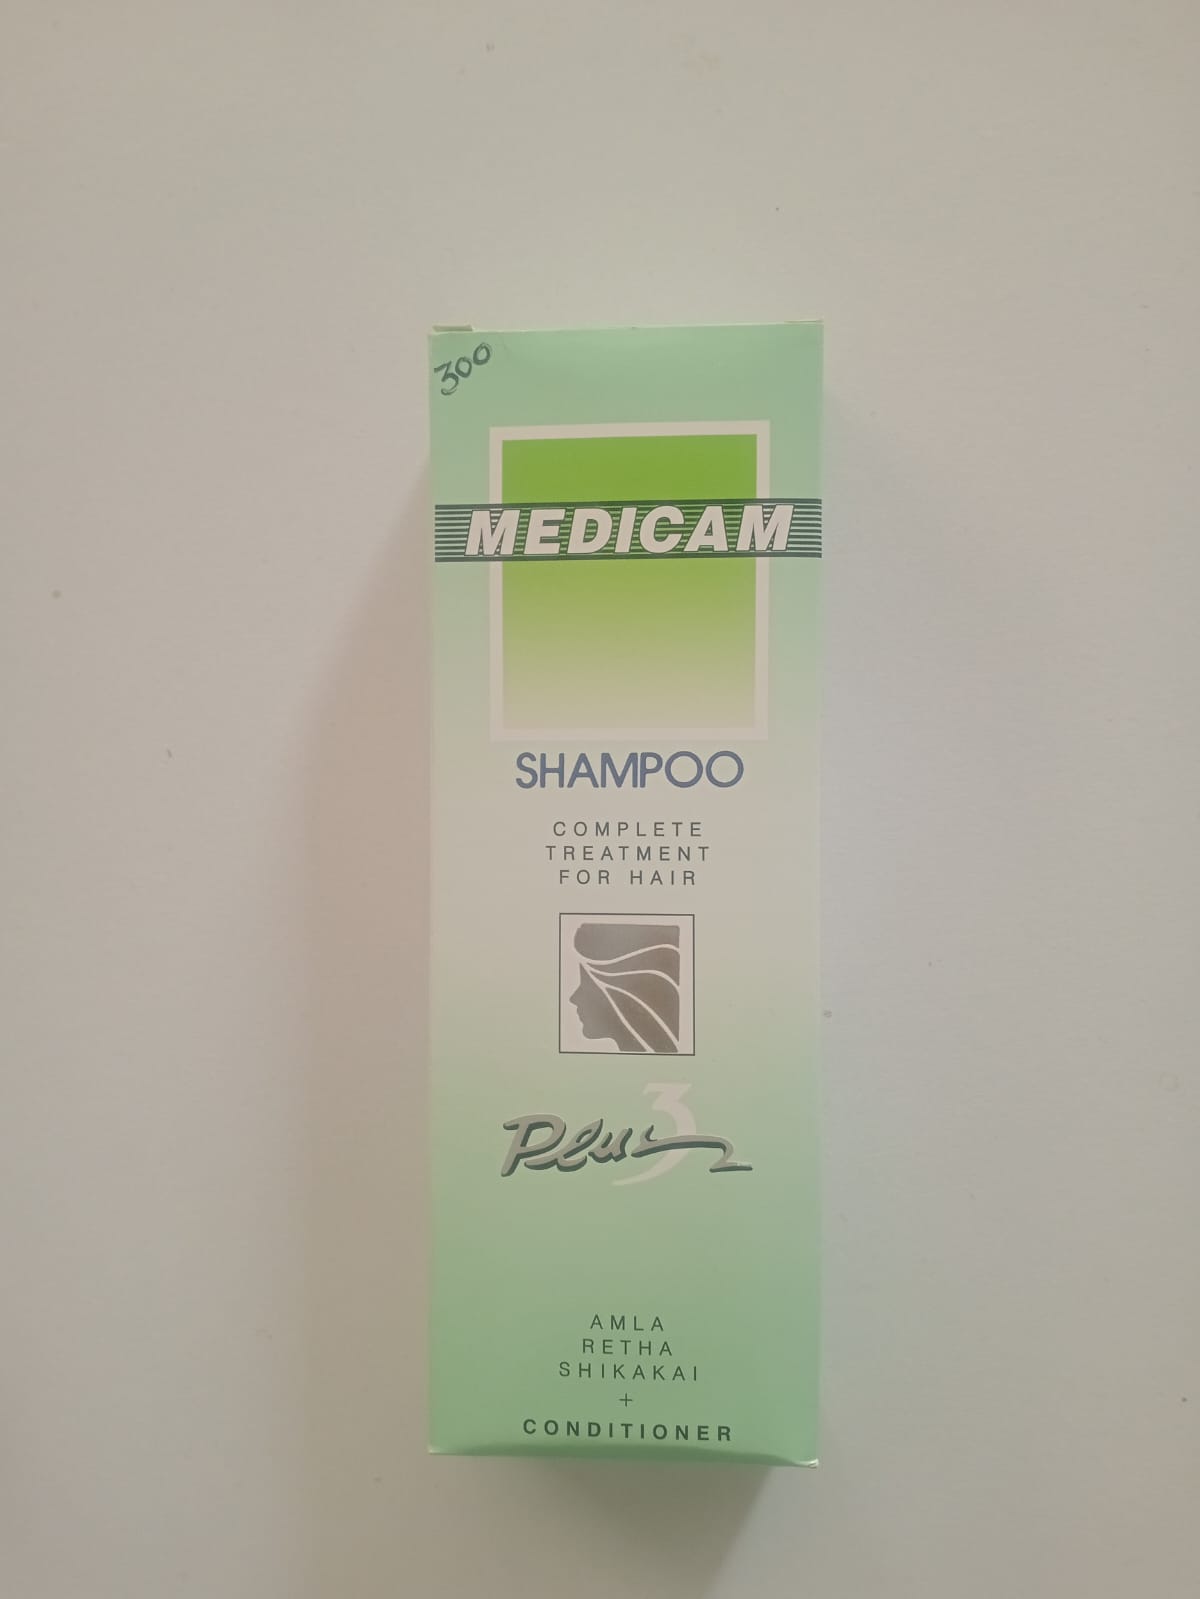 300
MEDICAM
SHAMPOO
COMPLETE
TREATMENT
FOR HAIR
3
Plus
AMLA
RETHA
SHIKAKAI
+
CONDITIONER